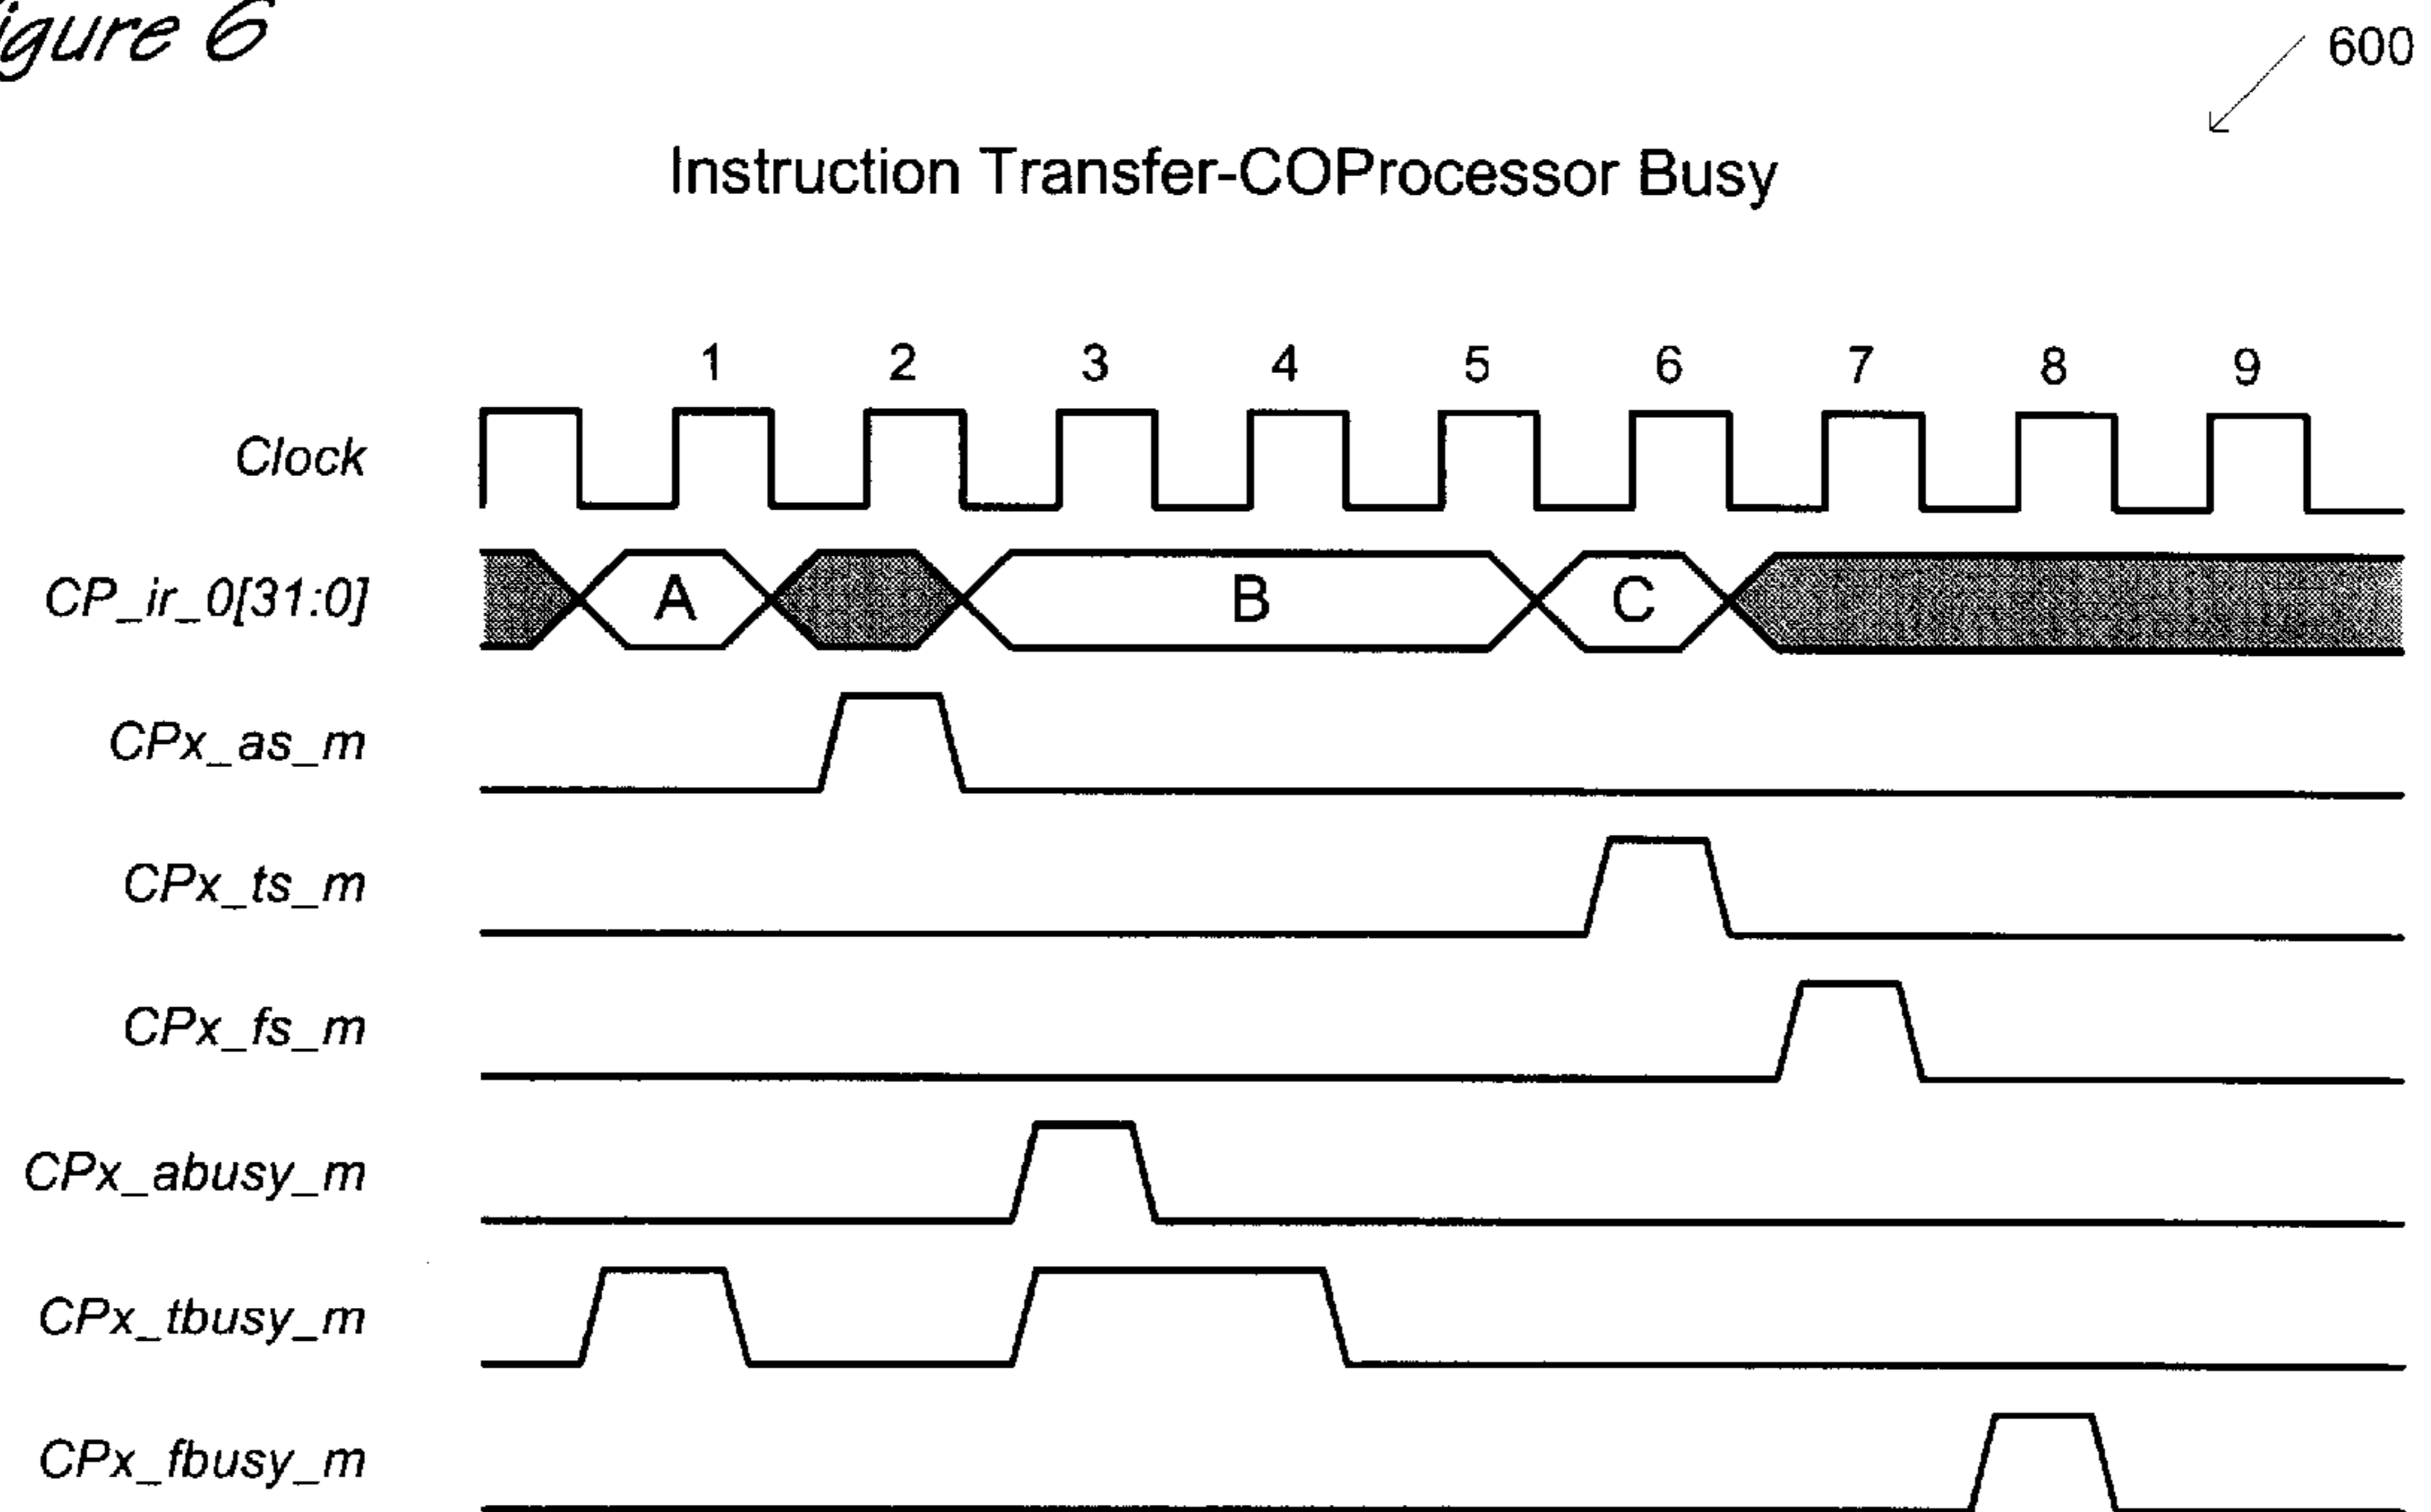 igure 6
600
Instruction Transfer-COProcessor Busy
1 2 3 4 5 6 7 8 9
Clock
CP_ir_0[31:0] A B C
CPx_as_m
CPx_ts_m
CPx_fs_m
CPx_abusy_m
CPx_tbusy_m
CPx_fbusy_m